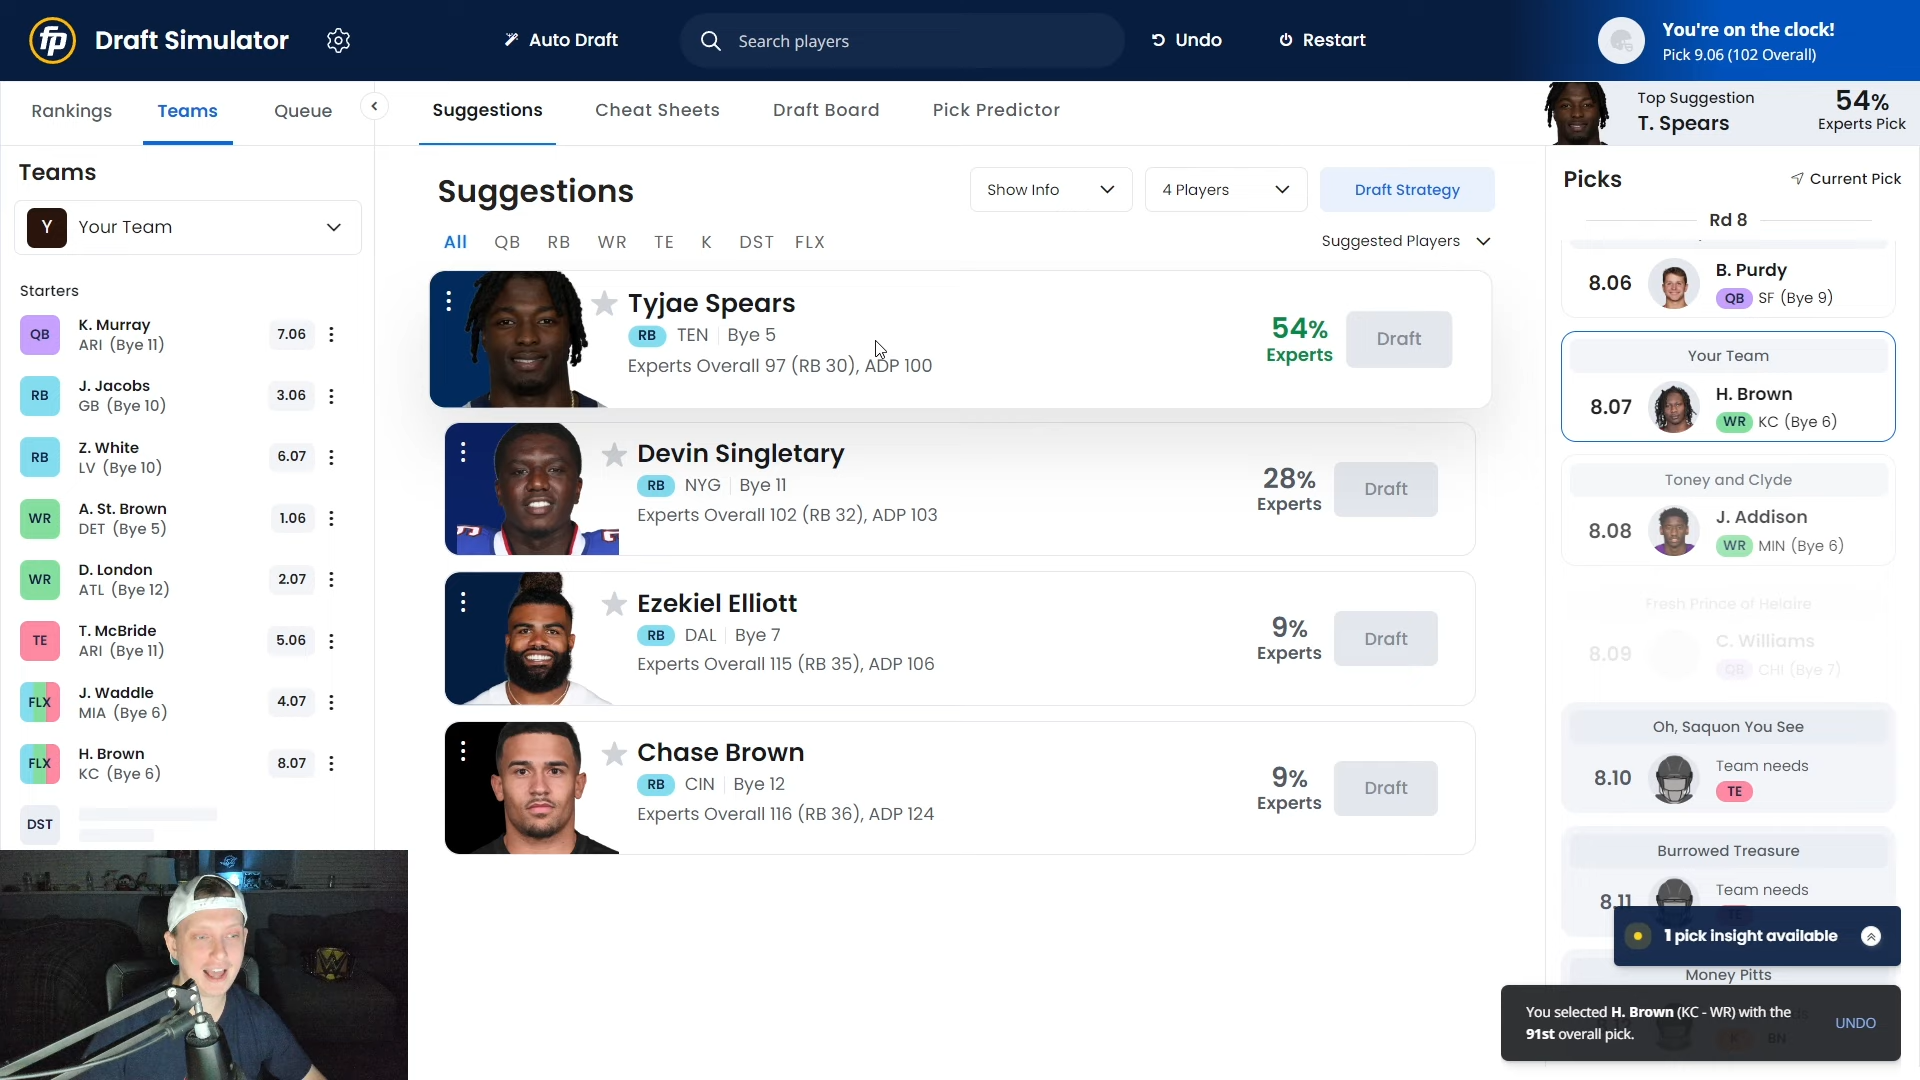 fp Draft Simulator
Auto Draft
Search players
Undo
Restart
You're on the clock!
Pick 9.06 (102 Overall)
Rankings
Teams
Queue
Suggestions
Cheat Sheets
Draft Board
Pick Predictor
Top Suggestion
T. Spears
54%
Experts Pick
Teams
Y Your Team
Starters
QB K. Murray 7.06
ARI (Bye 11)
RB J. Jacobs 3.06
GB (Bye 10)
RB Z. White 6.07
LV (Bye 10)
WR A. St. Brown 1.06
DET (Bye 5)
WR D. London 2.07
ATL (Bye 12)
TE T. McBride 5.06
ARI (Bye 11)
FLX J. Waddle 4.07
MIA (Bye 6)
FLX H. Brown 8.07
KC (Bye 6)
DST
Suggestions
Show Info
4 Players
Draft Strategy
All QB RB WR TE K DST FLX
Suggested Players
Tyjae Spears
RB TEN Bye 5
Experts Overall 97 (RB 30), ADP 100
54%
Experts
Draft
Devin Singletary
RB NYG Bye 11
Experts Overall 102 (RB 32), ADP 103
28%
Experts
Draft
Ezekiel Elliott
RB DAL Bye 7
Experts Overall 115 (RB 35), ADP 106
9%
Experts
Draft
Chase Brown
RB CIN Bye 12
Experts Overall 116 (RB 36), ADP 124
9%
Experts
Draft
Picks
Current Pick
Rd 8
8.06 B. Purdy
QB SF (Bye 9)
Your Team
8.07 H. Brown
WR KC (Bye 6)
Toney and Clyde
8.08 J. Addison
WR MIN (Bye 6)
Fresh Prince of Helaire
8.09 C. Williams
QB CHI (Bye 7)
Oh, Saquon You See
8.10 Team needs
TE
Burrowed Treasure
8.11 Team needs
TE
1 pick insight available
Money Pitts
You selected H. Brown (KC - WR) with the
91st overall pick.
UNDO
K BN